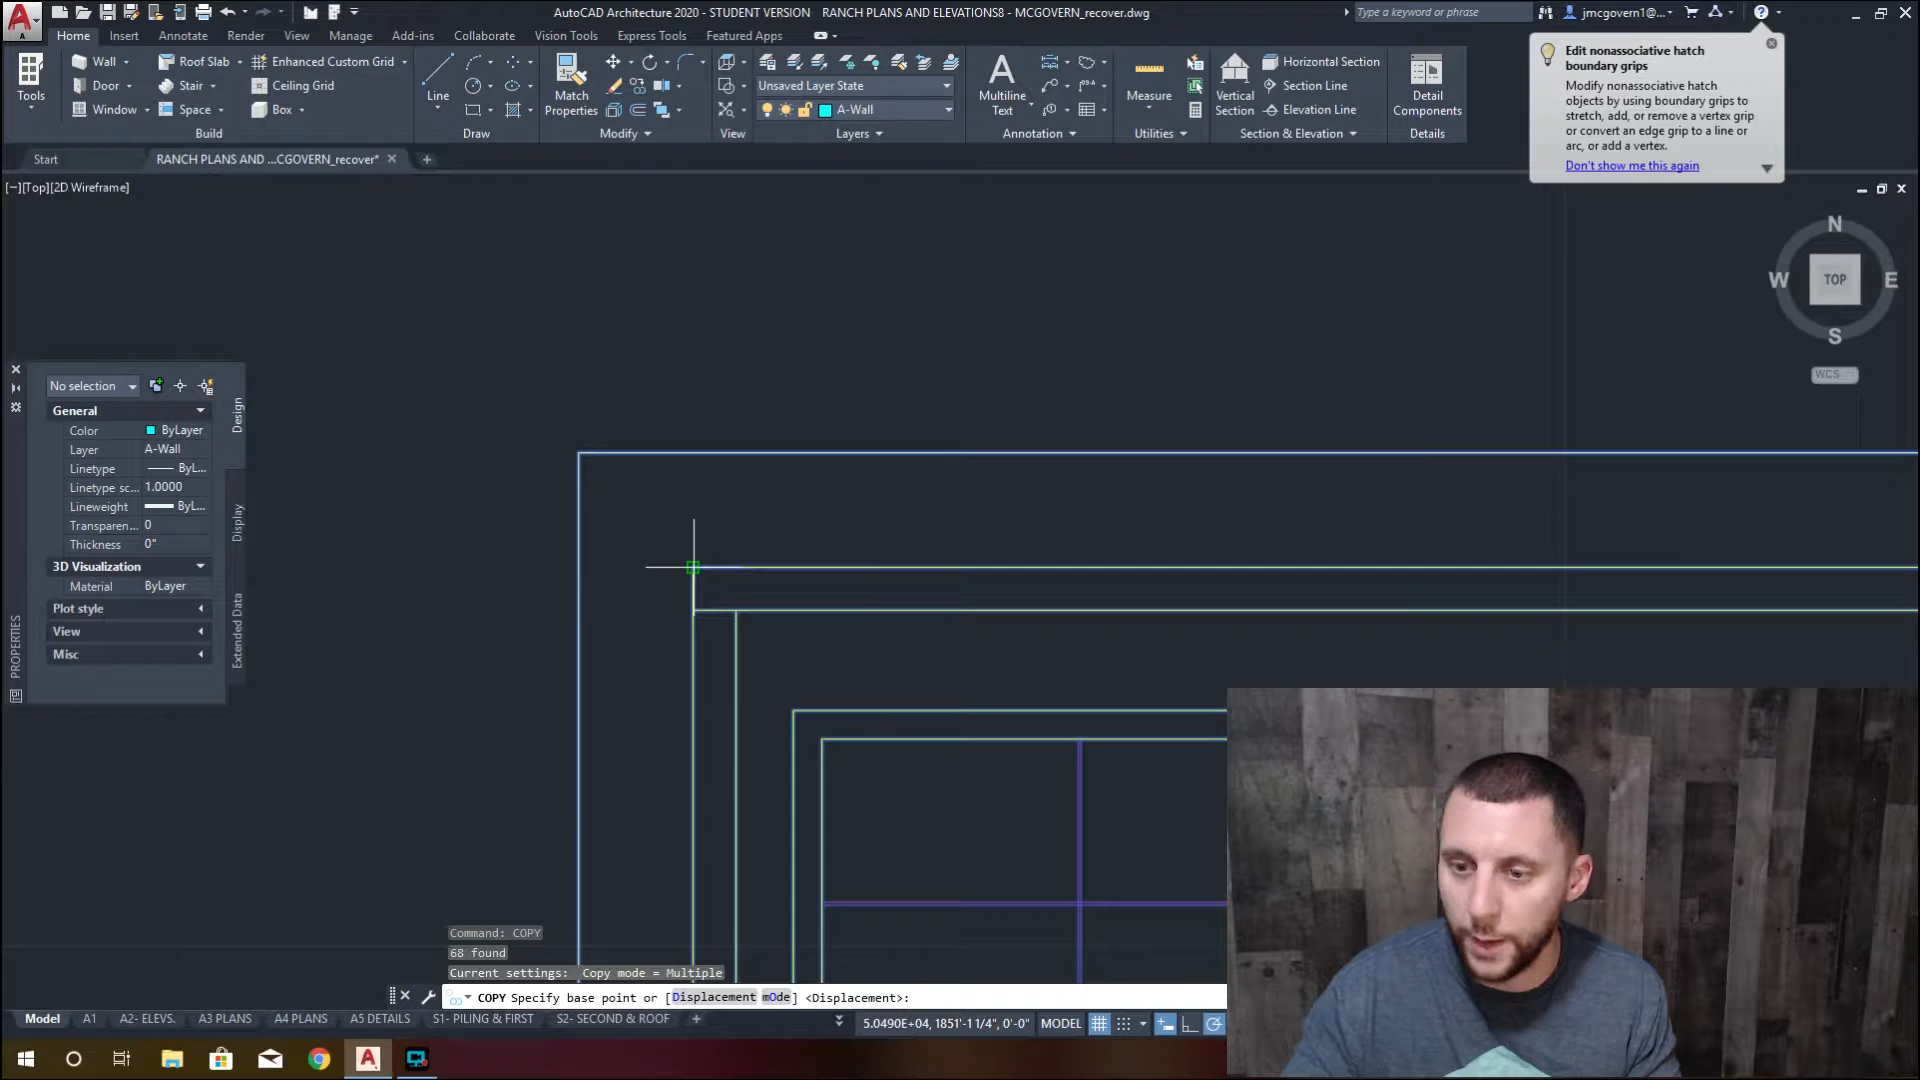 AutoCAD Architecture 2020 - STUDENT VERSION RANCH PLANS AND ELEVATIONS8 - MCGOVERN_recover.dwg
Type a keyword or phrase
jmcgovern1@...
Home Insert Annotate Render View Manage Add-ins Collaborate Vision Tools Express Tools Featured Apps
Tools
Wall Roof Slab Enhanced Custom Grid
Door Stair Ceiling Grid
Window Space Box
Build
Line
Draw
Match
Properties
Modify
View
Unsaved Layer State
A-Wall
Layers
Multiline
Text
Annotation
Measure
Utilities
Vertical
Section
Horizontal Section
Section Line
Elevation Line
Section & Elevation
Detail
Components
Details
Edit nonassociative hatch
boundary grips
Modify nonassociative hatch
objects by using boundary grips to
stretch, add, or remove a vertex grip
or convert an edge grip to a line or
arc, or add a vertex.
Don't show me this again
Start RANCH PLANS AND ...CGOVERN_recover*
[−][Top][2D Wireframe]
N
W TOP E
S
WCS
No selection
General
Color ByLayer
Layer A-Wall
Linetype ByL...
Linetype sc... 1.0000
Lineweight ByL...
Transparen... 0
Thickness 0"
3D Visualization
Material ByLayer
Plot style
View
Misc
Design
Display
Extended Data
PROPERTIES
Command: COPY
68 found
Current settings: Copy mode = Multiple
COPY Specify base point or [Displacement mOde] <Displacement>:
Model A1 A2- ELEVS. A3 PLANS A4 PLANS A5 DETAILS S1- PILING & FIRST S2- SECOND & ROOF
5.0490E+04, 1851'-1 1/4", 0'-0" MODEL